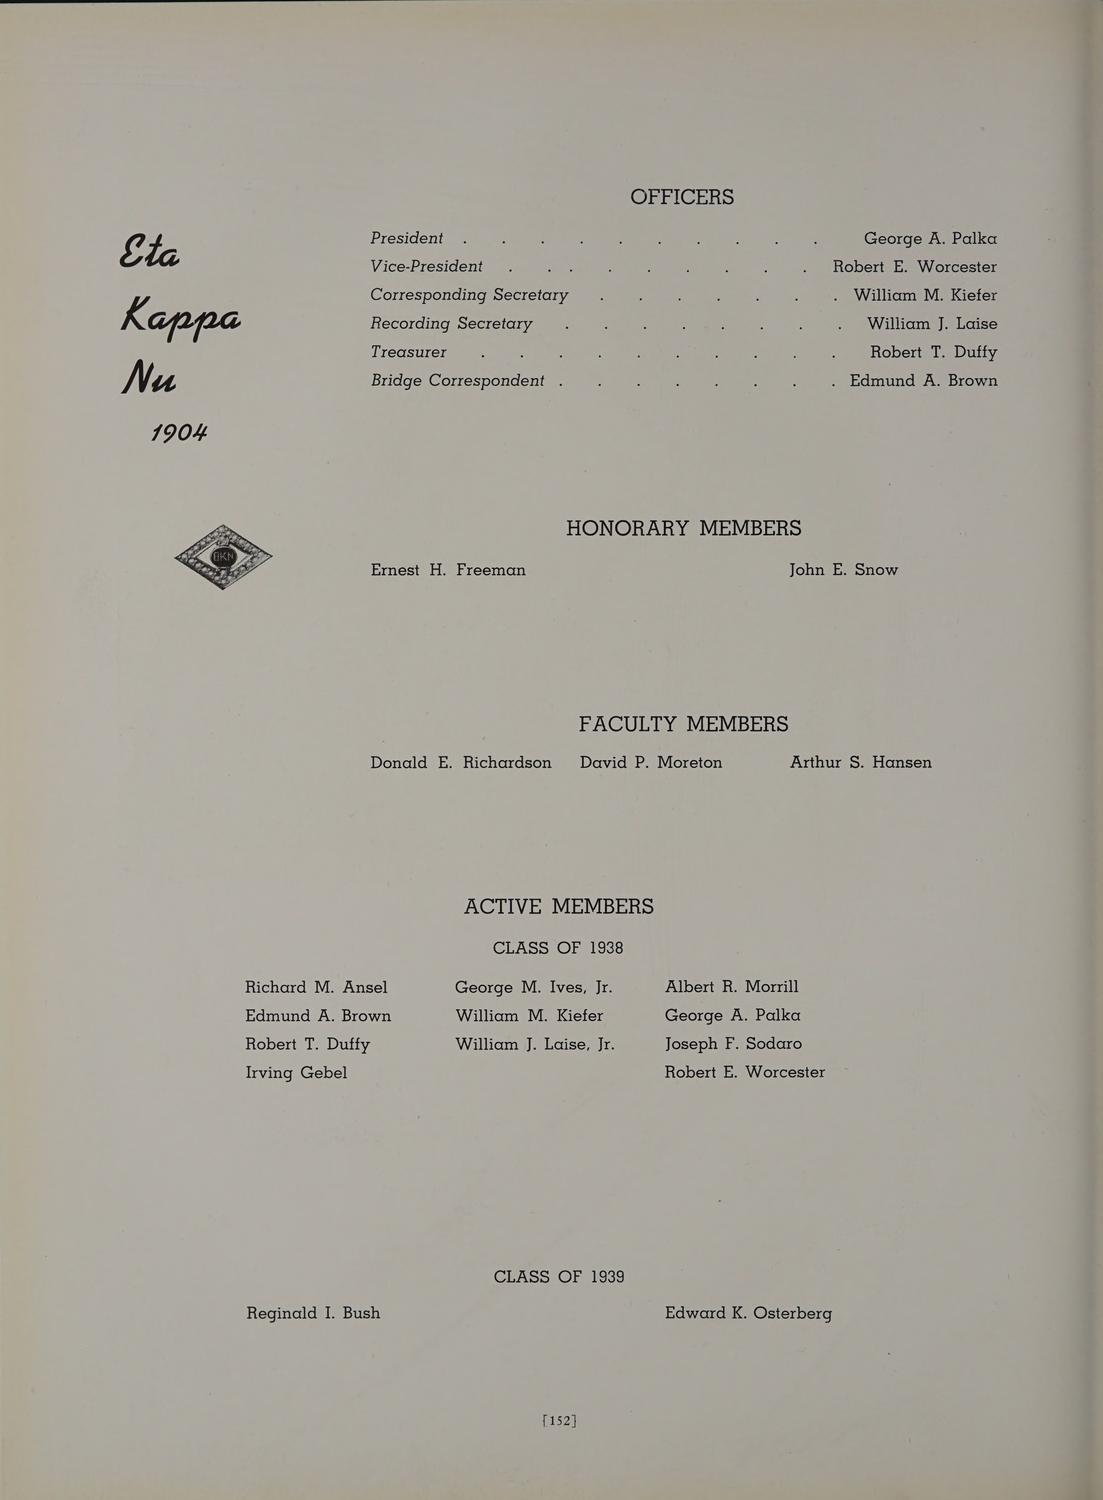 Eta
Kappa
Nu
1904
HKN
OFFICERS
President . . . . . . . . . . George A. Palka
Vice-President . . . . . . . . . Robert E. Worcester
Corresponding Secretary . . . . . . . William M. Kiefer
Recording Secretary . . . . . . . . William J. Laise
Treasurer . . . . . . . . . . Robert T. Duffy
Bridge Correspondent . . . . . . . . Edmund A. Brown
HONORARY MEMBERS
Ernest H. Freeman John E. Snow
FACULTY MEMBERS
Donald E. Richardson David P. Moreton Arthur S. Hansen
ACTIVE MEMBERS
CLASS OF 1938
Richard M. Ansel George M. Ives, Jr. Albert R. Morrill
Edmund A. Brown William M. Kiefer George A. Palka
Robert T. Duffy William J. Laise, Jr. Joseph F. Sodaro
Irving Gebel Robert E. Worcester
CLASS OF 1939
Reginald I. Bush Edward K. Osterberg
[152]